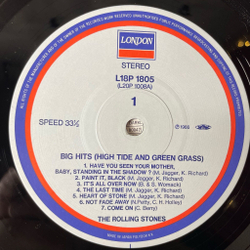 LONDON
STEREO
L18P 1805
1
SPEED 33⅓
BIG HITS (HIGH TIDE AND GREEN GRASS)
1. HAVE YOU SEEN YOUR MOTHER,
BABY, STANDING IN THE SHADOW? (M. Jagger, K. Richard)
2. PAINT IT, BLACK (M. Jagger, K. Richard)
3. IT'S ALL OVER NOW (B. & S. Womack)
4. THE LAST TIME (M. Jagger, K. Richard)
5. HEART OF STONE (M. Jagger, K. Richard)
6. NOT FADE AWAY (N. Petty, C. H. Holley)
7. COME ON (C. Berry)
THE ROLLING STONES